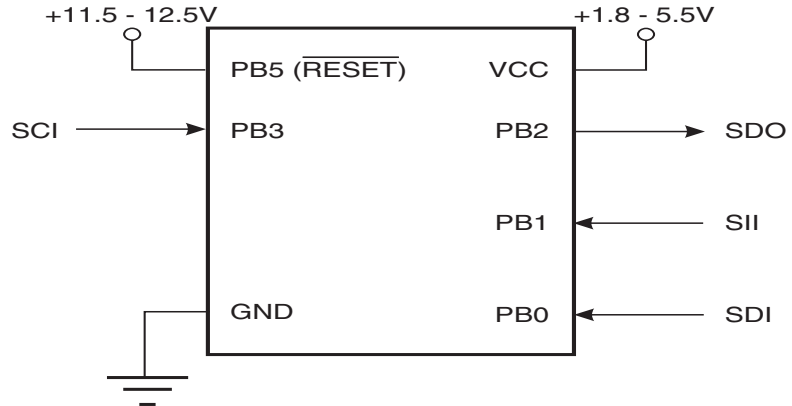 +11.5 - 12.5V
+1.8 - 5.5V
PB5 (RESET)
VCC
SCI
PB3
PB2
SDO
PB1
SII
GND
PB0
SDI